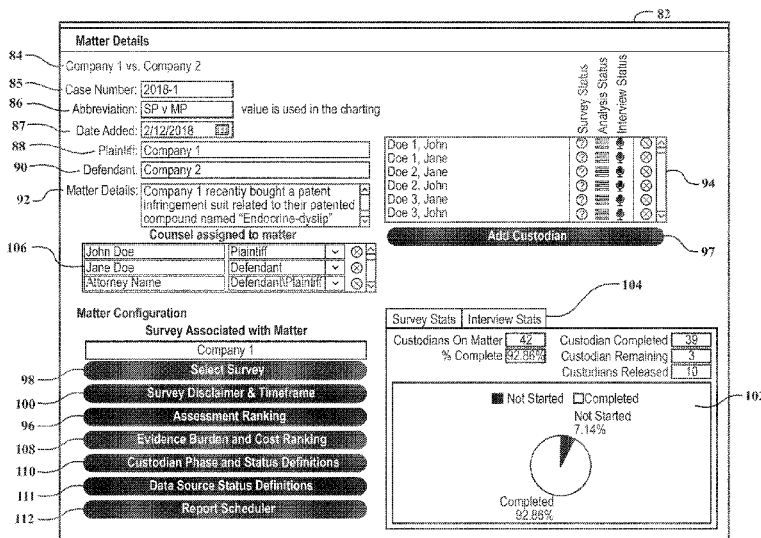 82
Matter Details
84
Company 1 vs. Company 2
85
Case Number: 2018-1
86
Abbreviation: SP v MP value is used in the charting
87
Date Added: 2/12/2018
88
Plaintiff: Company 1
90
Defendant: Company 2
92
Matter Details: Company 1 recently bought a patent
infringement suit related to their patented
compound named "Endocrine-dyslip"
Survey Status
Analysis Status
Interview Status
Doe 1, John
Doe 1, Jane
Doe 2, Jane
Doe 2, John
Doe 3, Jane
Doe 3, John
94
Add Custodian
97
Counsel assigned to matter
106
John Doe Plaintiff
Jane Doe Defendant
Attorney Name Defendant\Plaintiff
Matter Configuration
Survey Associated with Matter
Company 1
98
Select Survey
100
Survey Disclaimer & Timeframe
96
Assessment Ranking
108
Evidence Burden and Cost Ranking
110
Custodian Phase and Status Definitions
111
Data Source Status Definitions
112
Report Scheduler
104
Survey Stats Interview Stats
Custodians On Matter 42 Custodian Completed 39
% Complete 92.86% Custodian Remaining 3
Custodians Released 10
102
Not Started Completed
Not Started
7.14%
Completed
92.86%